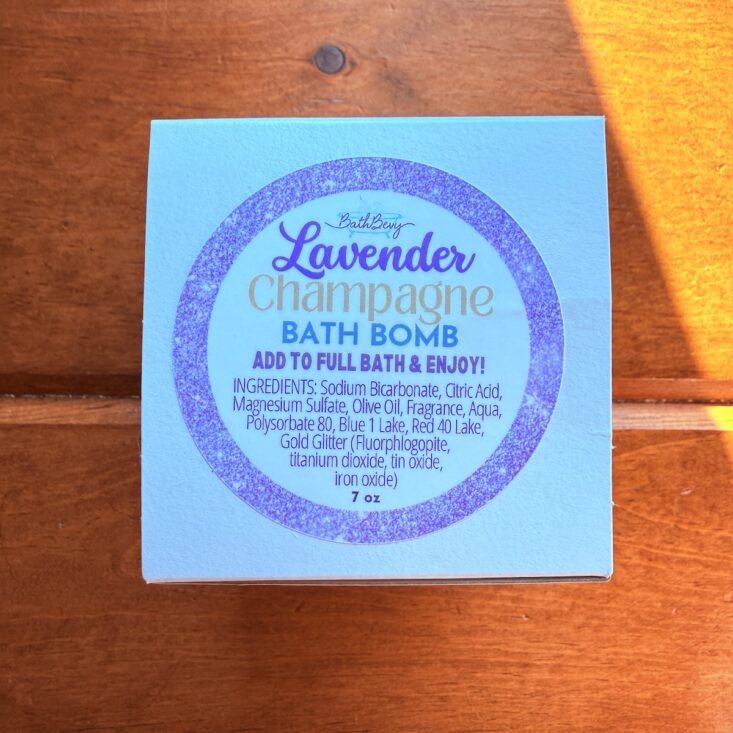 BathBevy
Lavender
Champagne
BATH BOMB
ADD TO FULL BATH & ENJOY!
INGREDIENTS: Sodium Bicarbonate, Citric Acid,
Magnesium Sulfate, Olive Oil, Fragrance, Aqua,
Polysorbate 80, Blue 1 Lake, Red 40 Lake,
Gold Glitter (Fluorphlogopite,
titanium dioxide, tin oxide,
iron oxide)
7 oz